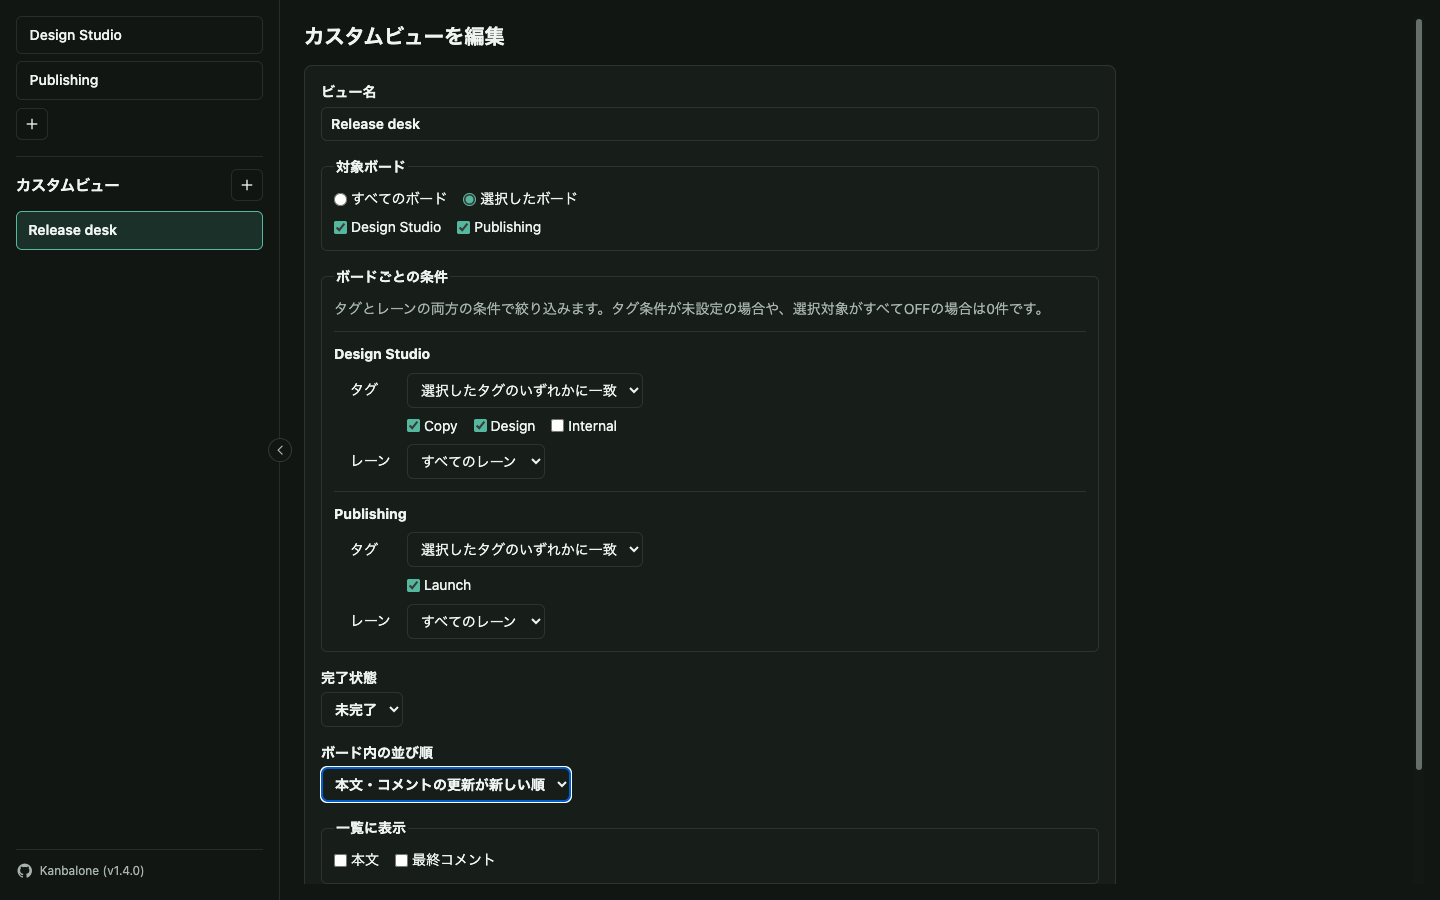 Design Studio
Publishing
カスタムビュー
Release desk
Kanbalone (v1.4.0)
カスタムビューを編集
ビュー名
Release desk
対象ボード
すべてのボード 選択したボード
Design Studio Publishing
ボードごとの条件
タグとレーンの両方の条件で絞り込みます。タグ条件が未設定の場合や、選択対象がすべてOFFの場合は0件です。
Design Studio
タグ 選択したタグのいずれかに一致
Copy Design Internal
レーン すべてのレーン
Publishing
タグ 選択したタグのいずれかに一致
Launch
レーン すべてのレーン
完了状態
未完了
ボード内の並び順
本文・コメントの更新が新しい順
一覧に表示
本文 最終コメント